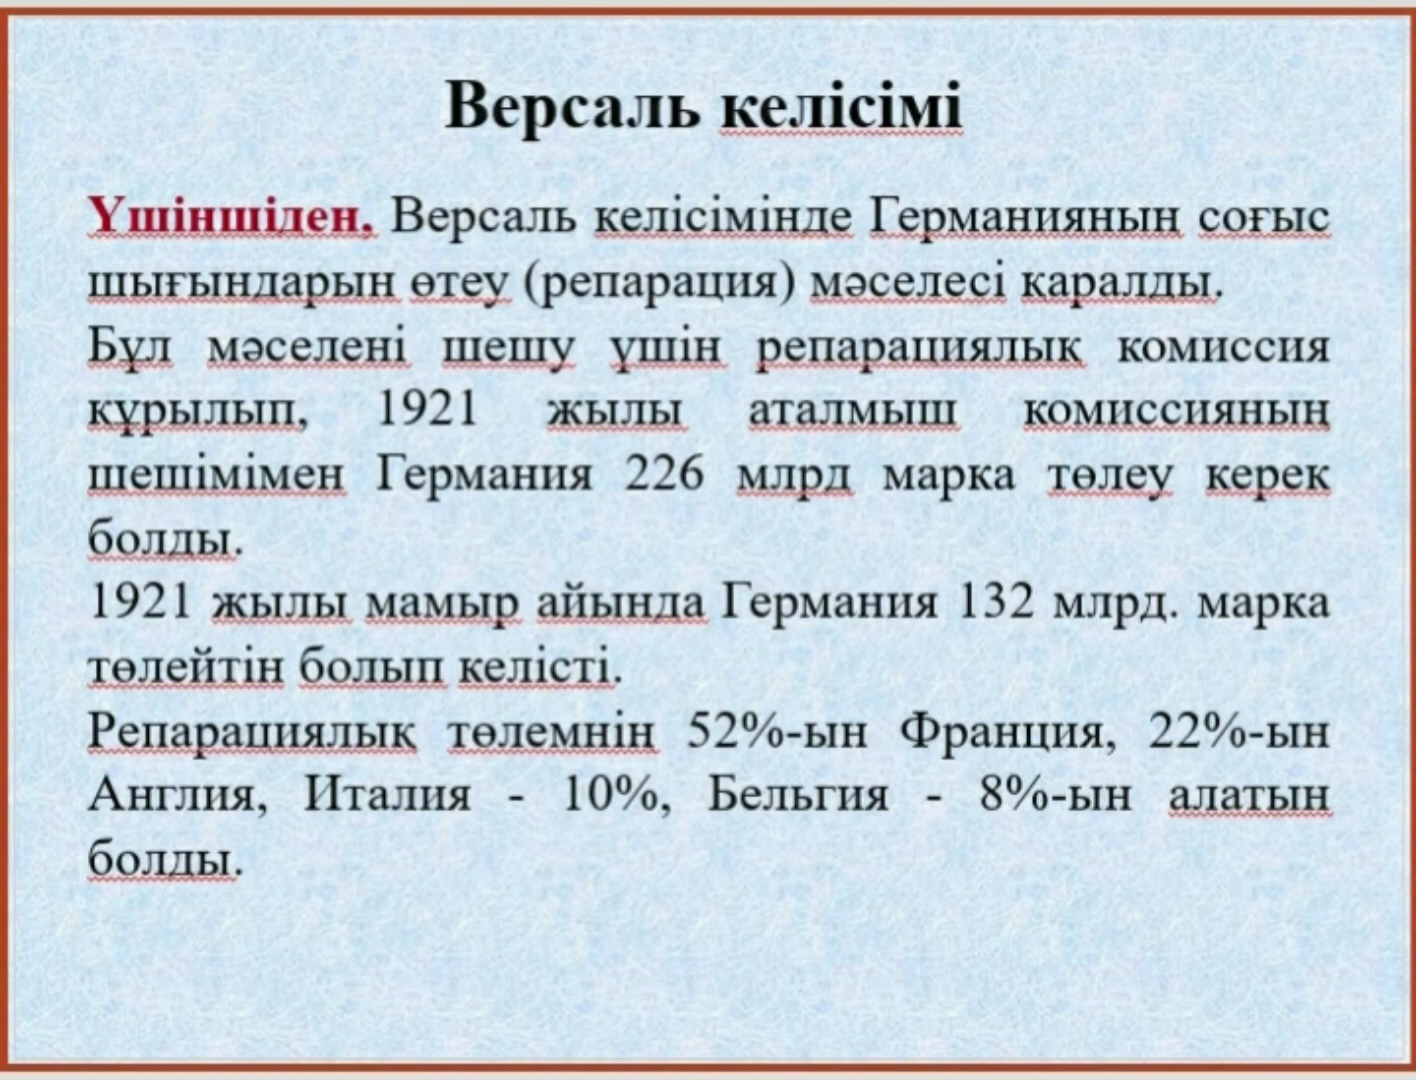 Версаль келісімі
Үшіншіден, Версаль келісімінде Германияның соғыс
шығындарын өтеу (репарация) мәселесі қаралды.
Бұл мәселені шешу үшін репарациялық комиссия
құрылып, 1921 жылы аталмыш комиссияның
шешімімен Германия 226 млрд марка төлеу керек
болды.
1921 жылы мамыр айында Германия 132 млрд. марка
төлейтін болып келісті.
Репарациялық төлемнің 52%-ын Франция, 22%-ын
Англия, Италия - 10%, Бельгия - 8%-ын алатын
болды.